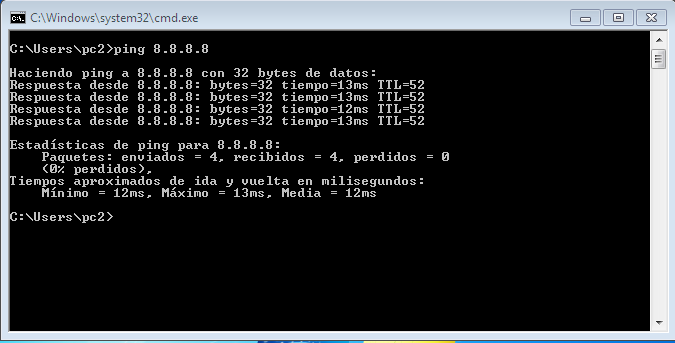 C:\Windows\system32\cmd.exe
C:\Users\pc2>ping 8.8.8.8
Haciendo ping a 8.8.8.8 con 32 bytes de datos:
Respuesta desde 8.8.8.8: bytes=32 tiempo=13ms TTL=52
Respuesta desde 8.8.8.8: bytes=32 tiempo=13ms TTL=52
Respuesta desde 8.8.8.8: bytes=32 tiempo=12ms TTL=52
Respuesta desde 8.8.8.8: bytes=32 tiempo=13ms TTL=52
Estadísticas de ping para 8.8.8.8:
    Paquetes: enviados = 4, recibidos = 4, perdidos = 0
    (0% perdidos),
Tiempos aproximados de ida y vuelta en milisegundos:
    Mínimo = 12ms, Máximo = 13ms, Media = 12ms
C:\Users\pc2>